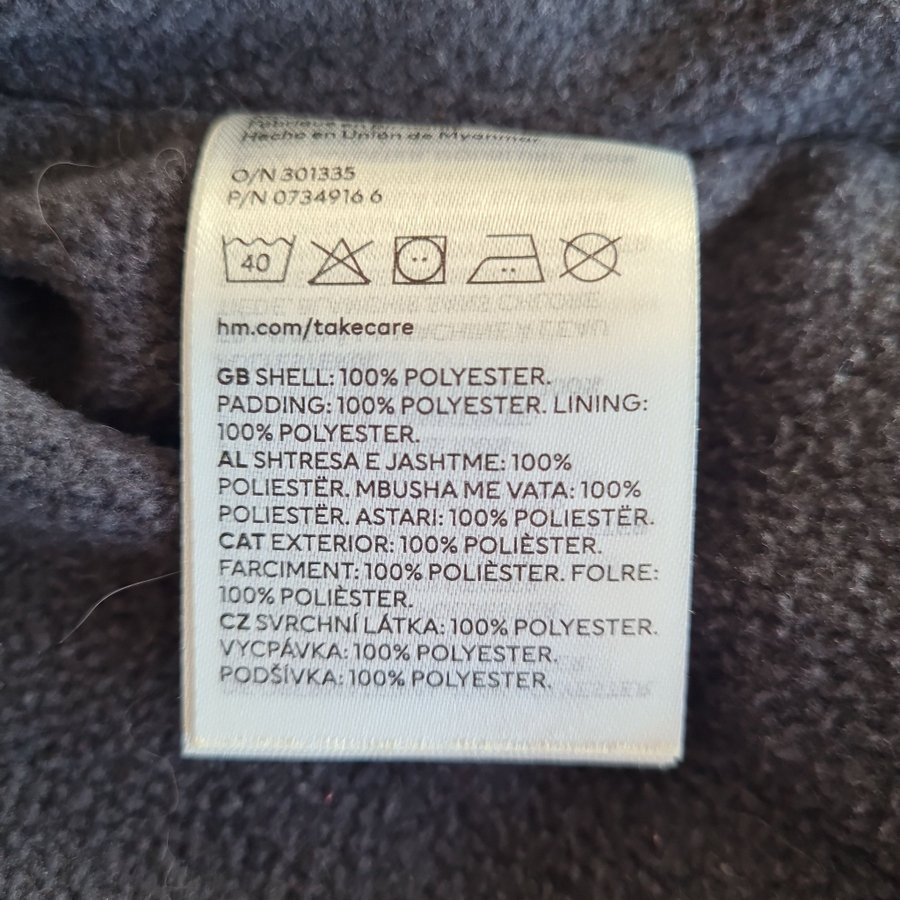 Hecho en Unión de Myanmar
O/N 301335
P/N 0734916 6
40
hm.com/takecare
GB SHELL: 100% POLYESTER.
PADDING: 100% POLYESTER. LINING:
100% POLYESTER.
AL SHTRESA E JASHTME: 100%
POLIESTËR. MBUSHA ME VATA: 100%
POLIESTËR. ASTARI: 100% POLIESTËR.
CAT EXTERIOR: 100% POLIÈSTER.
FARCIMENT: 100% POLIÈSTER. FOLRE:
100% POLIÈSTER.
CZ SVRCHNÍ LÁTKA: 100% POLYESTER.
VYCPÁVKA: 100% POLYESTER.
PODŠÍVKA: 100% POLYESTER.